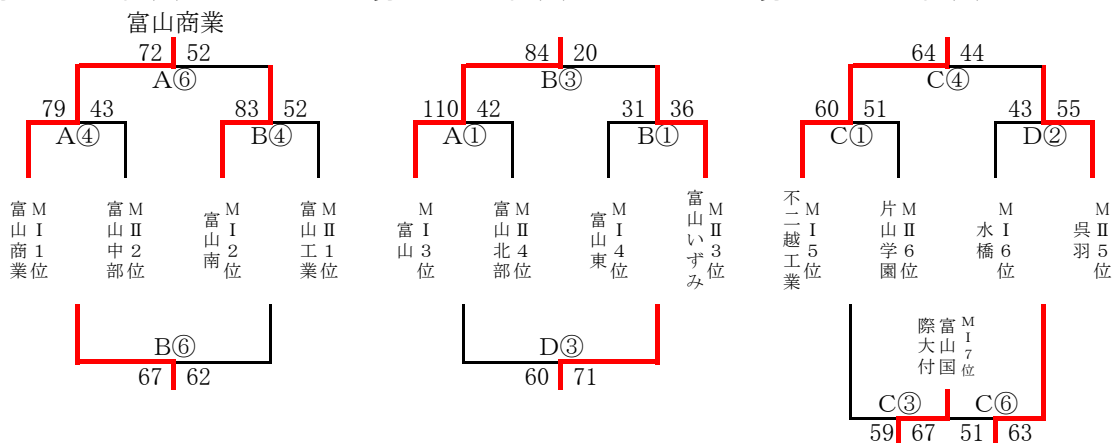 富山商業
72 52
A⑥
79 43
A④
83 52
B④
84 20
B③
110 42
A①
31 36
B①
64 44
C④
60 51
C①
43 55
D②
MⅠ1位
富山商業
MⅡ2位
富山中部
MⅠ2位
富山南
MⅡ1位
富山工業
MⅠ3位
富山
MⅡ4位
富山北部
MⅠ4位
富山東
MⅡ3位
富山いずみ
MⅠ5位
不二越工業
MⅡ6位
片山学園
MⅠ6位
水橋
MⅡ5位
呉羽
B⑥
67 62
D③
60 71
MⅠ7位
富山国
際大付
C③
59 67
C⑥
51 63